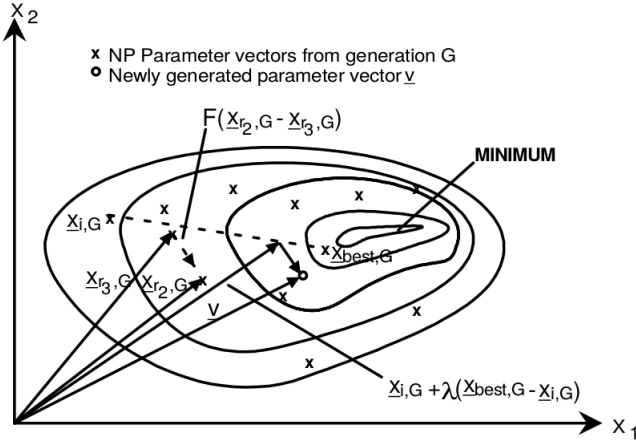 X2
x NP Parameter vectors from generation G
o Newly generated parameter vector v
F(xr2,G - xr3,G)
MINIMUM
xi,G
xbest,G
xr3,G
xr2,G
v
xi,G + λ(xbest,G - xi,G)
X1